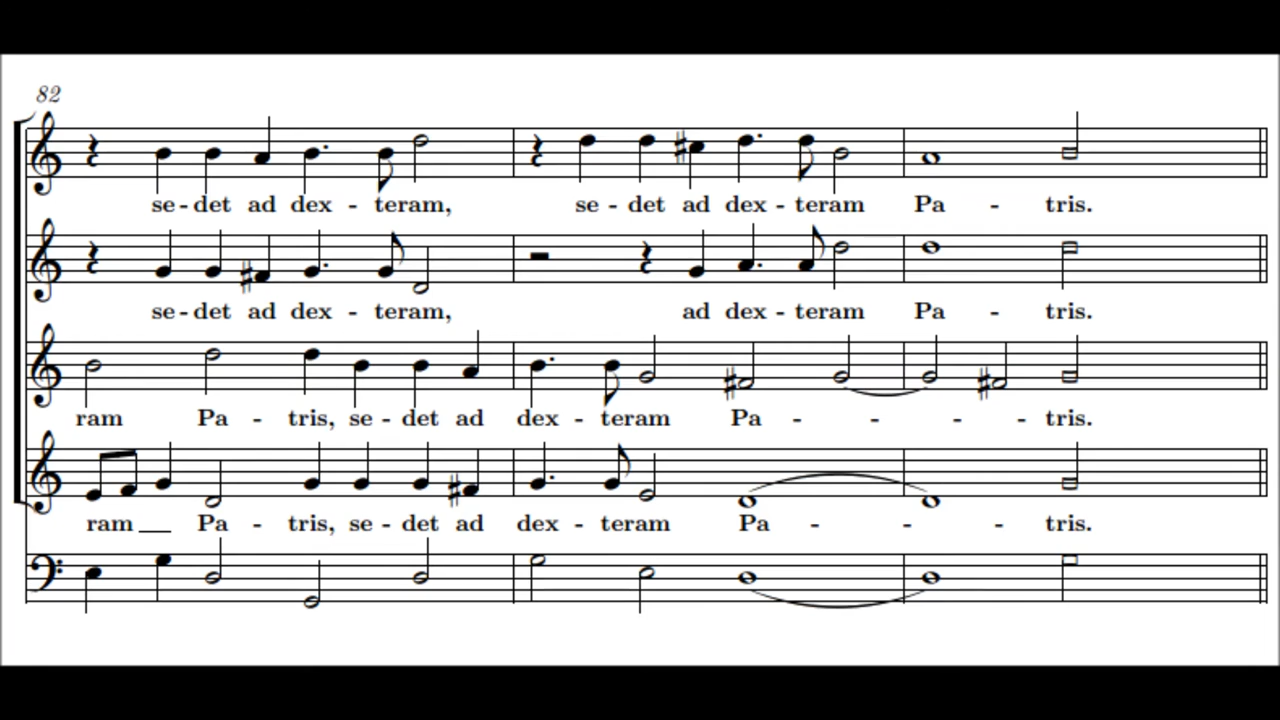 82
se - det ad dex - teram, se - det ad dex - teram Pa - tris.
se - det ad dex - teram, ad dex - teram Pa - tris.
ram Pa - tris, se - det ad dex - teram Pa - - - - tris.
ram __ Pa - tris, se - det ad dex - teram Pa - - - tris.